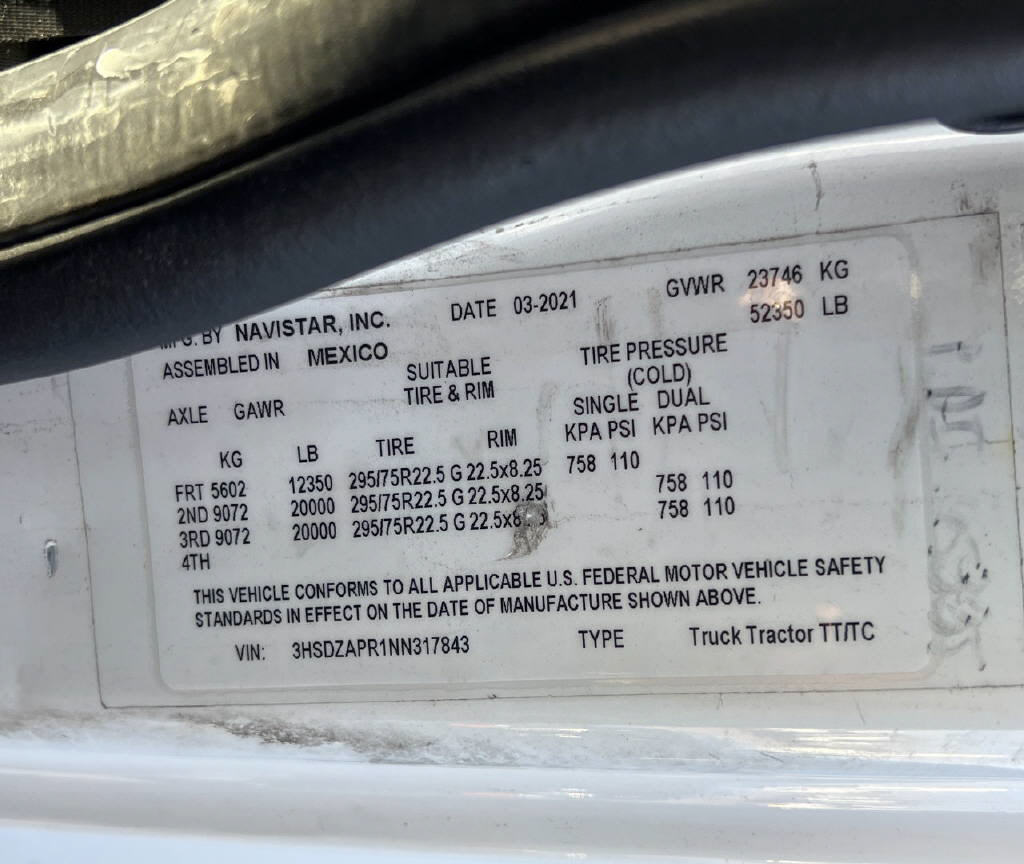 MFG. BY NAVISTAR, INC. DATE 03-2021 GVWR 23746 KG
52350 LB
ASSEMBLED IN MEXICO
SUITABLE TIRE PRESSURE
TIRE & RIM (COLD)
AXLE GAWR SINGLE DUAL
KG LB TIRE RIM KPA PSI KPA PSI
FRT 5602 12350 295/75R22.5 G 22.5x8.25 758 110
2ND 9072 20000 295/75R22.5 G 22.5x8.25 758 110
3RD 9072 20000 295/75R22.5 G 758 110
4TH
THIS VEHICLE CONFORMS TO ALL APPLICABLE U.S. FEDERAL MOTOR VEHICLE SAFETY
STANDARDS IN EFFECT ON THE DATE OF MANUFACTURE SHOWN ABOVE.
VIN: 3HSDZAPR1NN317843 TYPE Truck Tractor TT/TC